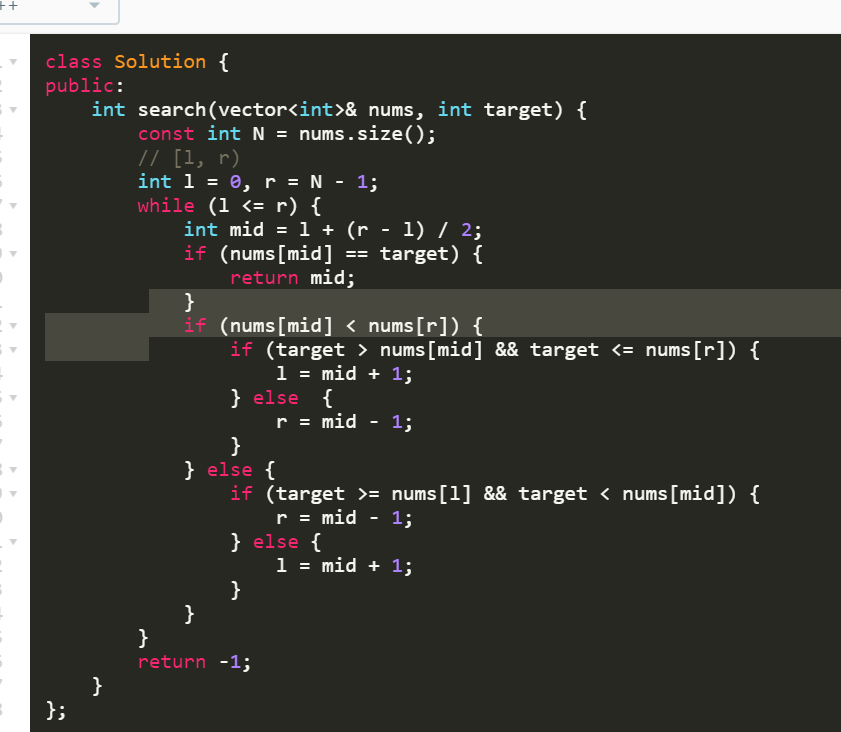 ++
class Solution {
public:
    int search(vector<int>& nums, int target) {
        const int N = nums.size();
        // [l, r)
        int l = 0, r = N - 1;
        while (l <= r) {
            int mid = l + (r - l) / 2;
            if (nums[mid] == target) {
                return mid;
            }
            if (nums[mid] < nums[r]) {
                if (target > nums[mid] && target <= nums[r]) {
                    l = mid + 1;
                } else  {
                    r = mid - 1;
                }
            } else {
                if (target >= nums[l] && target < nums[mid]) {
                    r = mid - 1;
                } else {
                    l = mid + 1;
                }
            }
        }
        return -1;
    }
};